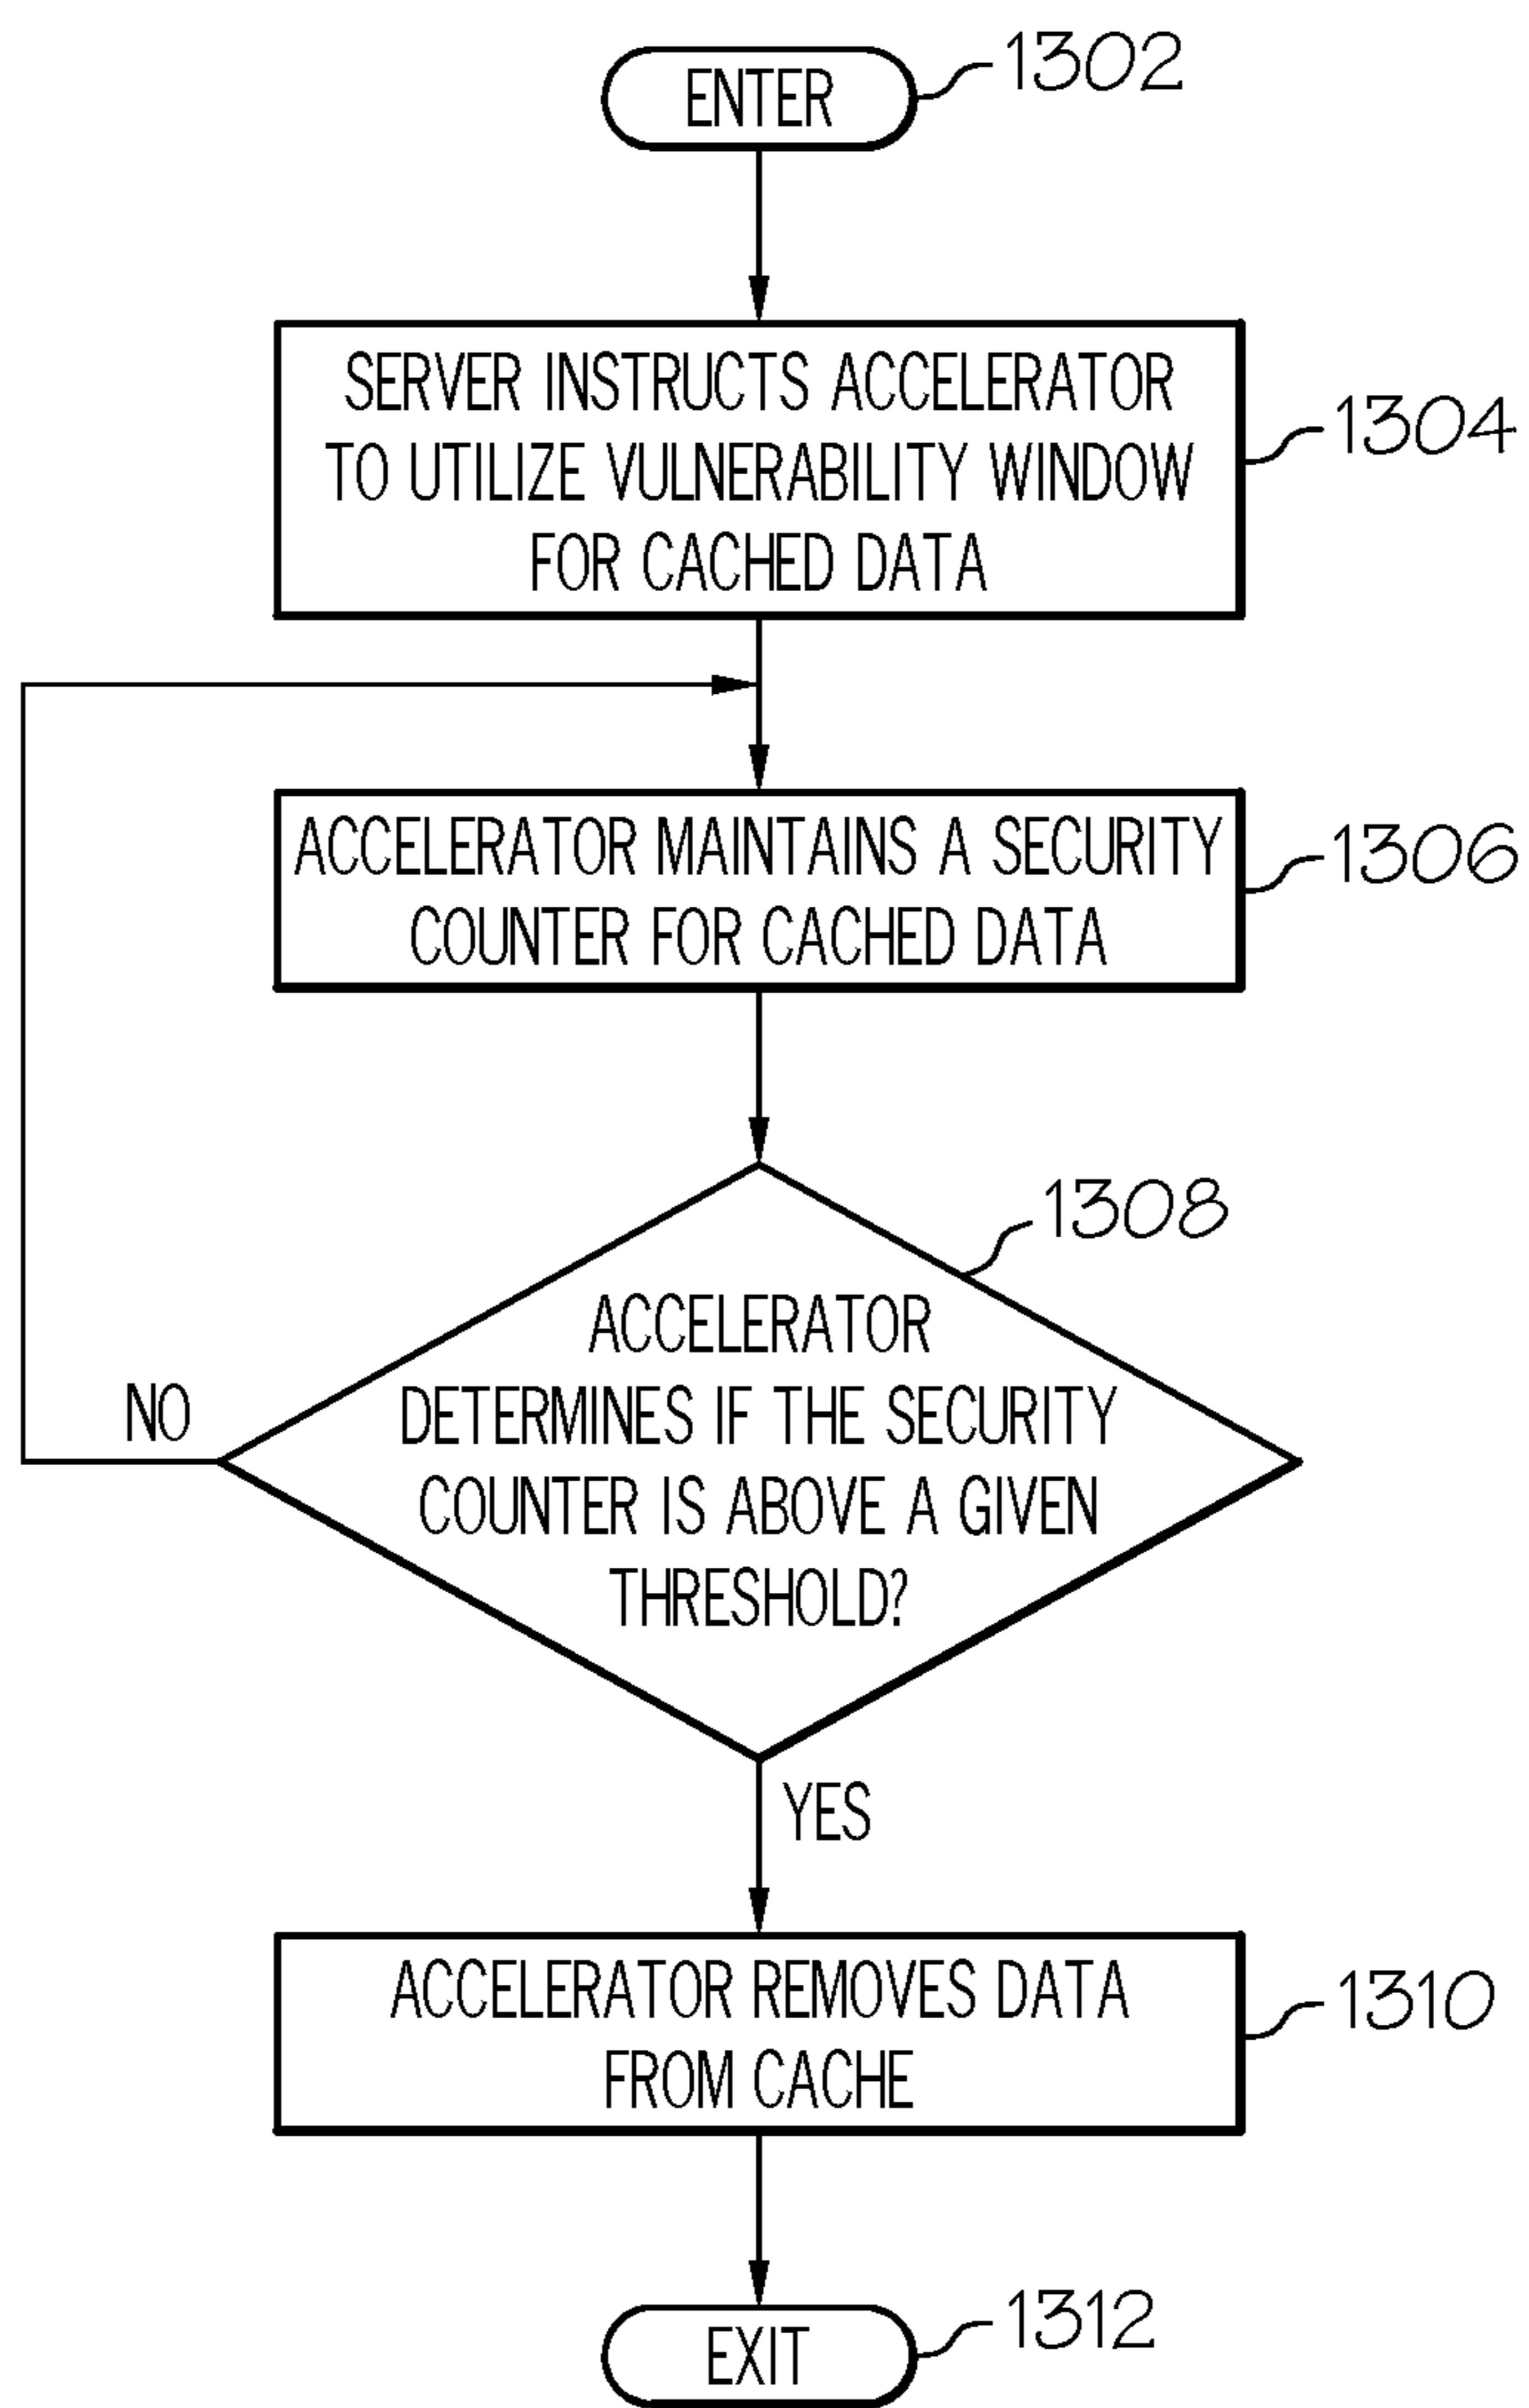 ENTER
1302
SERVER INSTRUCTS ACCELERATOR
TO UTILIZE VULNERABILITY WINDOW
FOR CACHED DATA
1304
ACCELERATOR MAINTAINS A SECURITY
COUNTER FOR CACHED DATA
1306
1308
ACCELERATOR
DETERMINES IF THE SECURITY
COUNTER IS ABOVE A GIVEN
THRESHOLD?
NO
YES
ACCELERATOR REMOVES DATA
FROM CACHE
1310
EXIT
1312